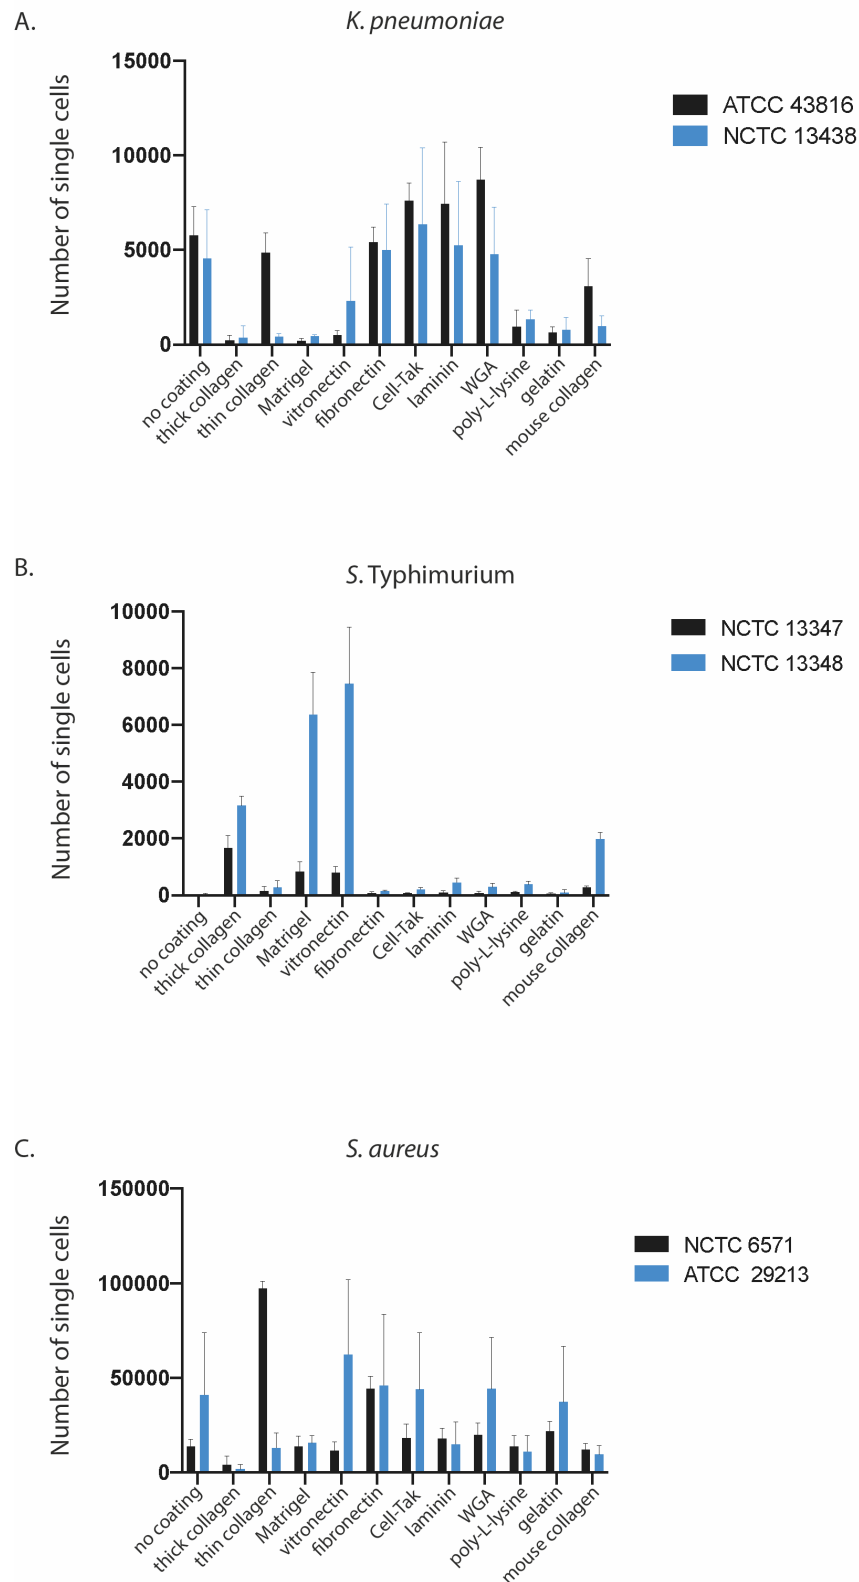 A.
K. pneumoniae
Number of single cells
15000
10000
5000
0
ATCC 43816
NCTC 13438
no coating
thick collagen
thin collagen
Matrigel
vitronectin
fibronectin
Cell-Tak
laminin
WGA
poly-L-lysine
gelatin
mouse collagen
B.
S. Typhimurium
Number of single cells
10000
8000
6000
4000
2000
0
NCTC 13347
NCTC 13348
no coating
thick collagen
thin collagen
Matrigel
vitronectin
fibronectin
Cell-Tak
laminin
WGA
poly-L-lysine
gelatin
mouse collagen
C.
S. aureus
Number of single cells
150000
100000
50000
0
NCTC 6571
ATCC 29213
no coating
thick collagen
thin collagen
Matrigel
vitronectin
fibronectin
Cell-Tak
laminin
WGA
poly-L-lysine
gelatin
mouse collagen